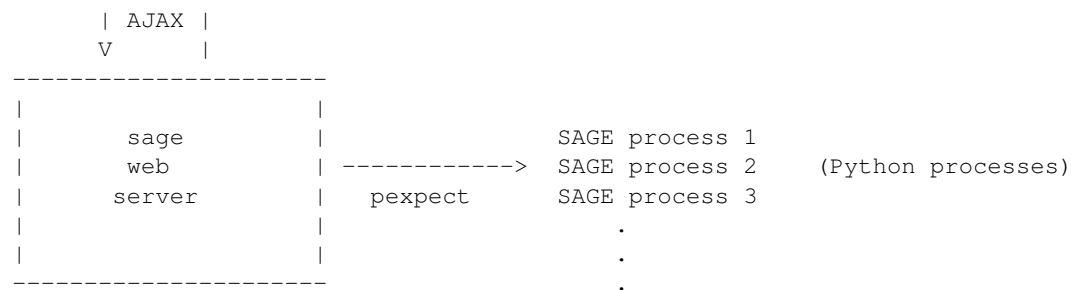 | AJAX |
      V      |
----------------------
|                    |
|       sage         |                SAGE process 1
|       web          | ------------>  SAGE process 2    (Python processes)
|      server        |   pexpect      SAGE process 3
|                    |                    .
|                    |                    .
----------------------                    .